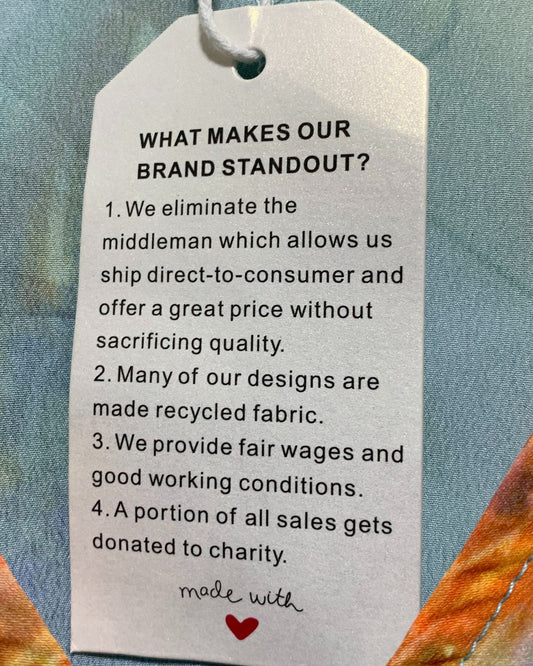 WHAT MAKES OUR
BRAND STANDOUT?
1. We eliminate the
middleman which allows us
ship direct-to-consumer and
offer a great price without
sacrificing quality.
2. Many of our designs are
made recycled fabric.
3. We provide fair wages and
good working conditions.
4. A portion of all sales gets
donated to charity.
made with